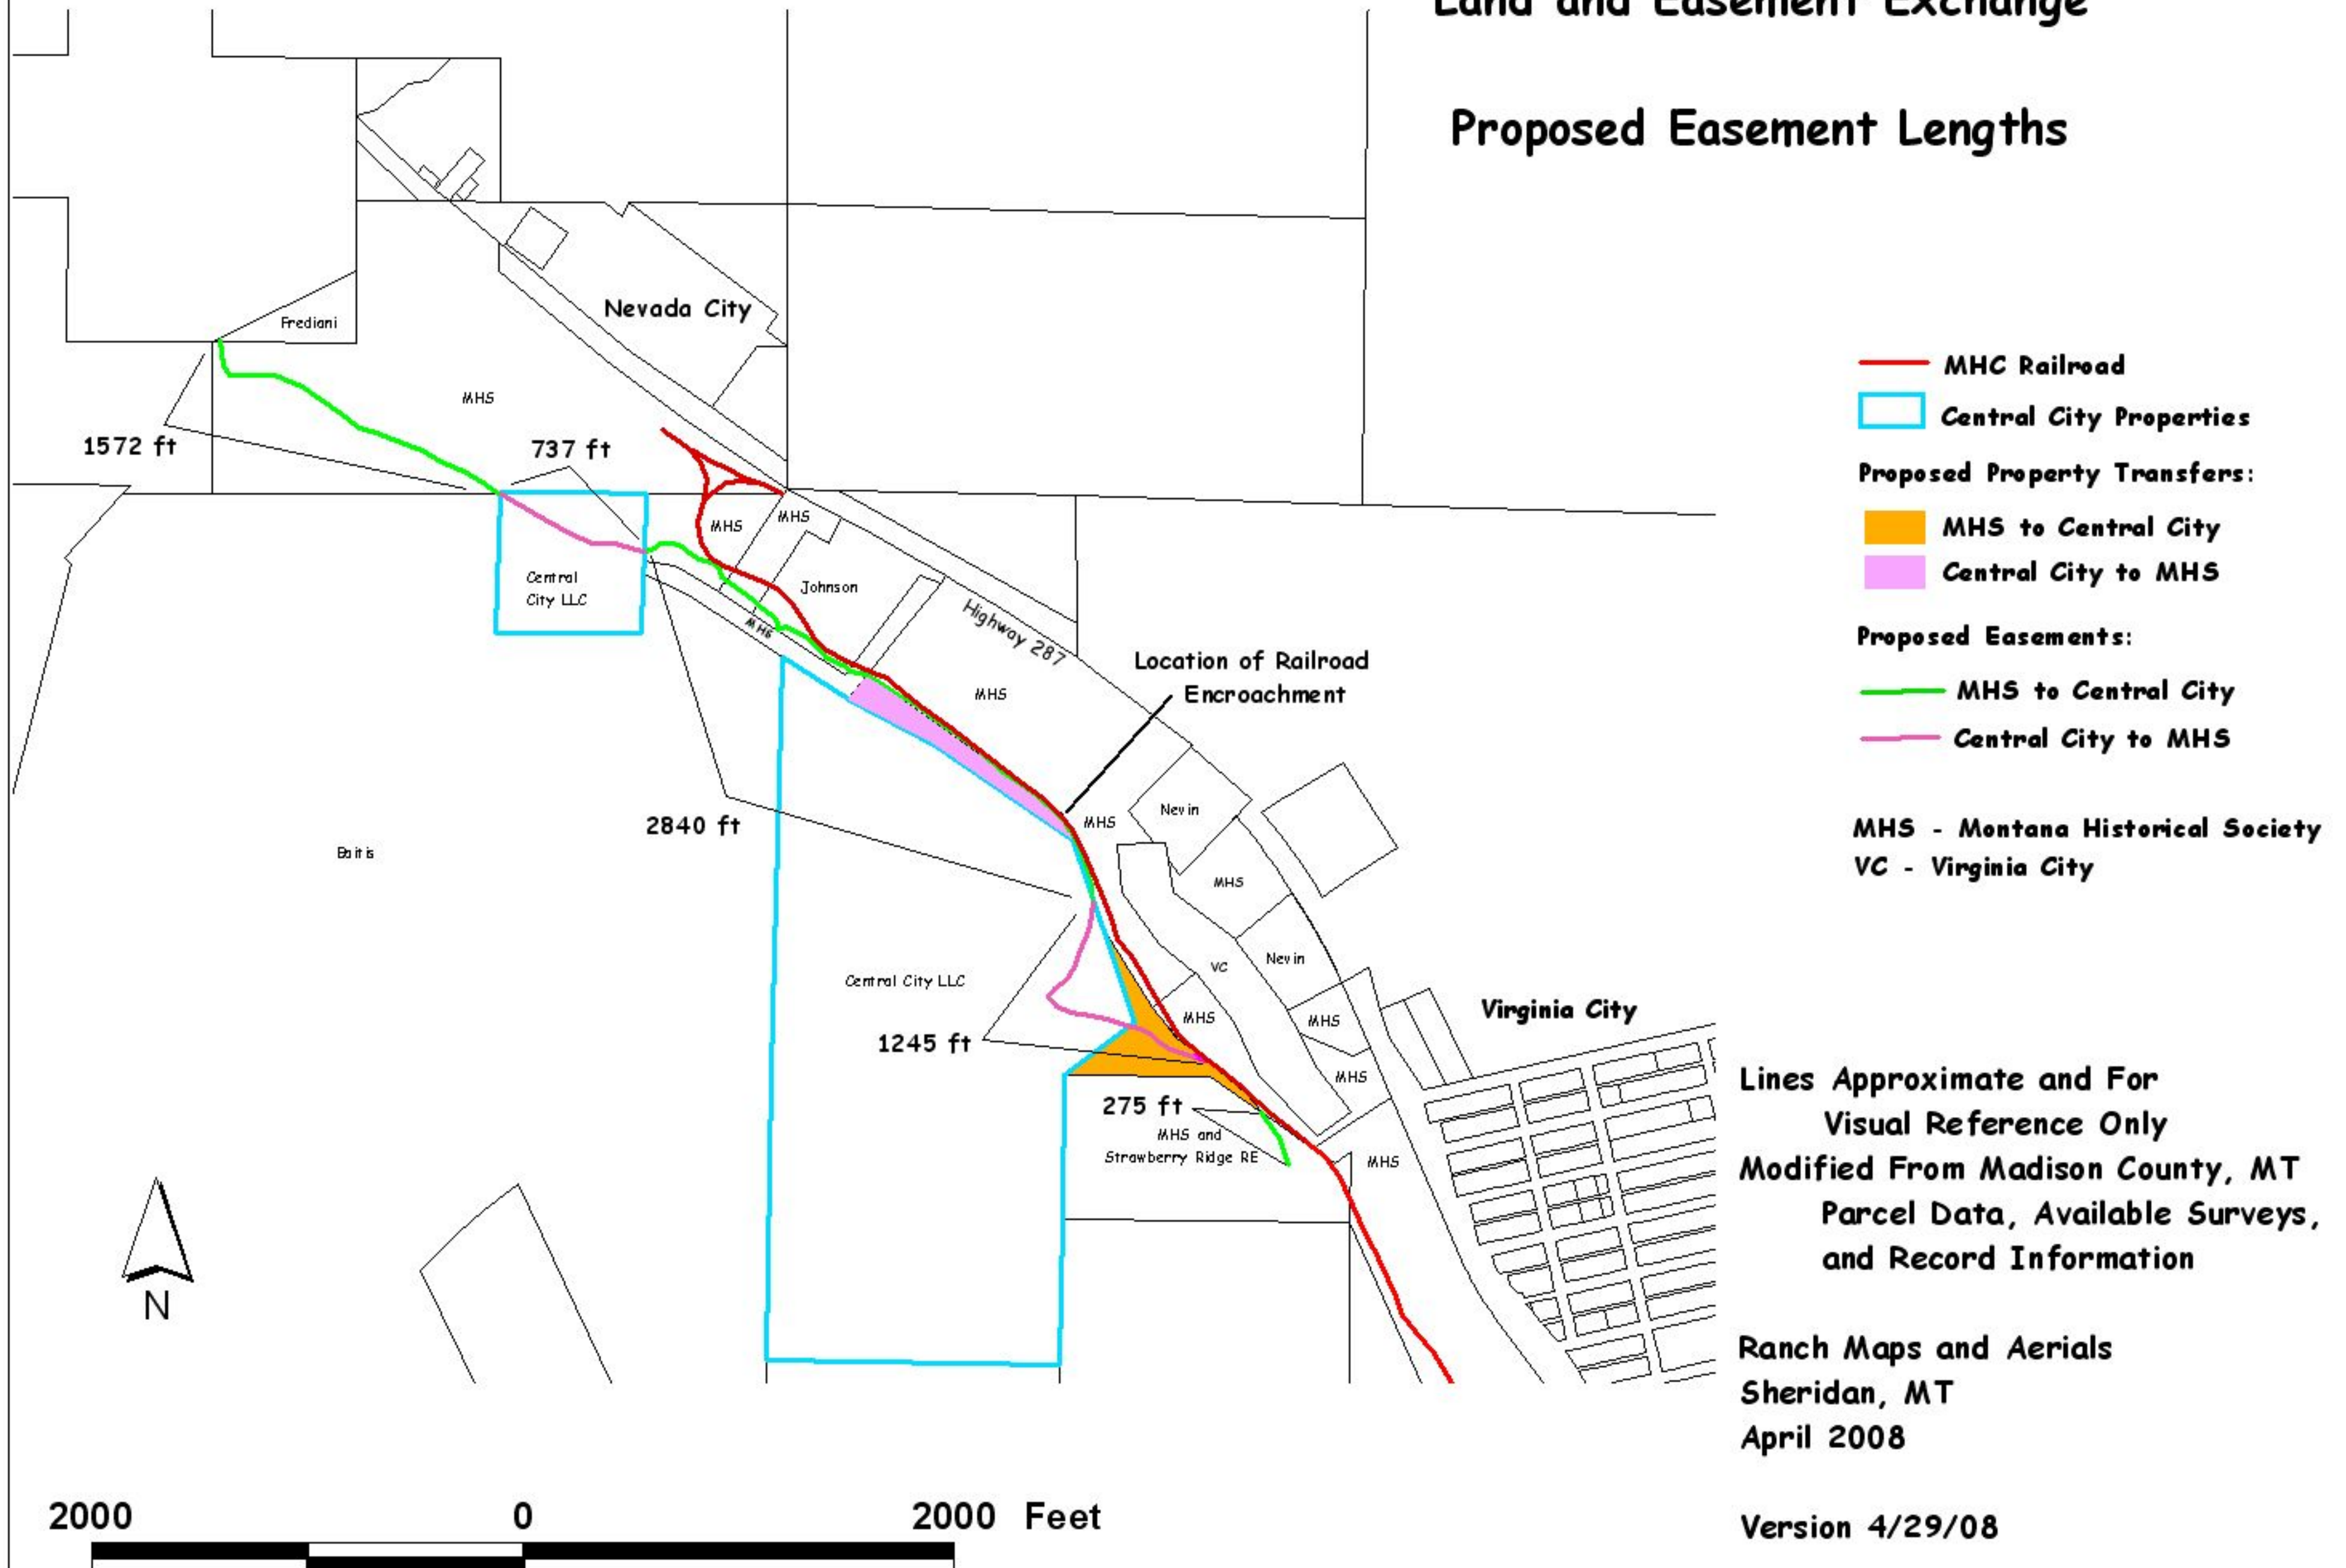 Land and Easement Exchange
Proposed Easement Lengths
Nevada City
Frediani
MHS
1572 ft
737 ft
MHS
MHS
Central
City LLC
Johnson
MHS
Highway 287
Location of Railroad
Encroachment
MHS
2840 ft
MHS
Nevin
Baitis
MHS
Central City LLC
VC
Nevin
1245 ft
MHS
MHS
Virginia City
MHS
275 ft
MHS and
Strawberry Ridge RE
MHS
N
2000 0 2000 Feet
MHC Railroad
Central City Properties
Proposed Property Transfers:
MHS to Central City
Central City to MHS
Proposed Easements:
MHS to Central City
Central City to MHS
MHS - Montana Historical Society
VC - Virginia City
Lines Approximate and For
Visual Reference Only
Modified From Madison County, MT
Parcel Data, Available Surveys,
and Record Information
Ranch Maps and Aerials
Sheridan, MT
April 2008
Version 4/29/08